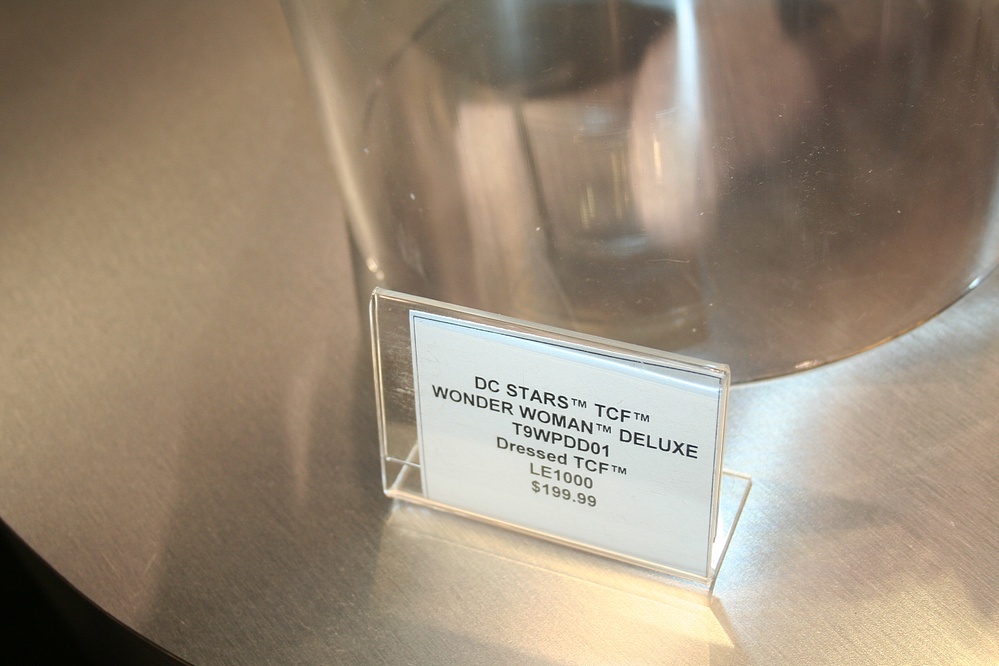 DC STARS™ TCF™
WONDER WOMAN™ DELUXE
T9WPDD01
Dressed TCF™
LE1000
$199.99